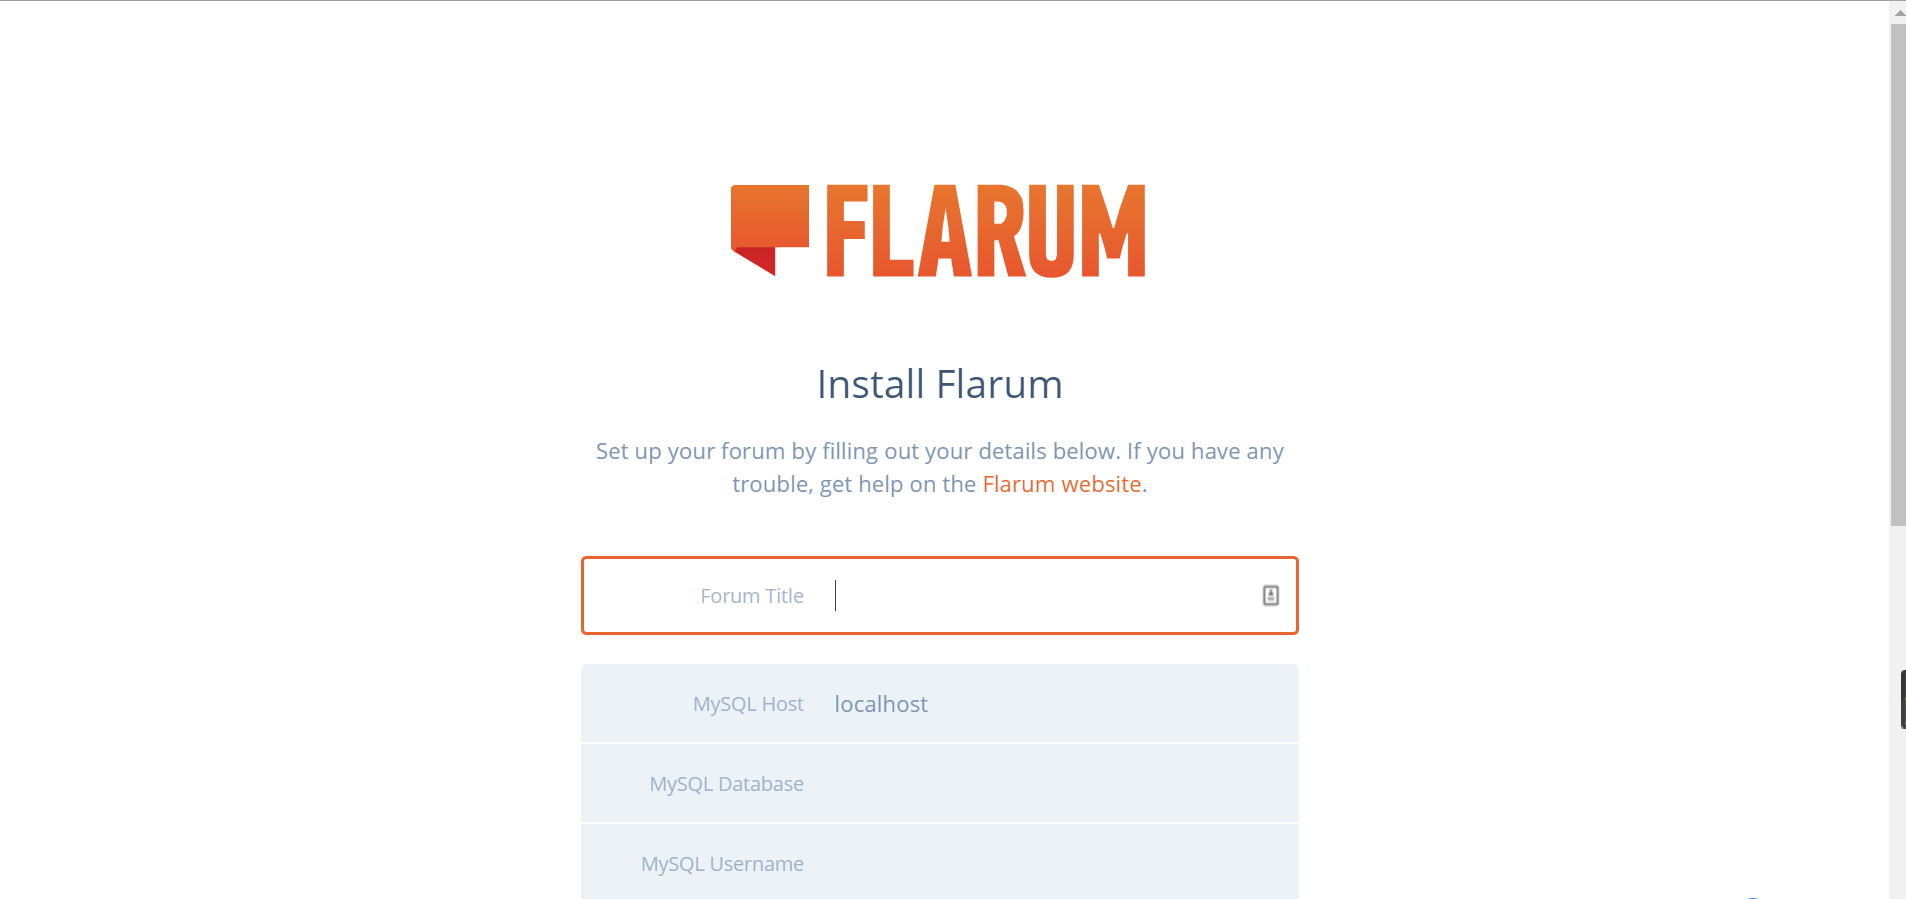 FLARUM
Install Flarum
Set up your forum by filling out your details below. If you have any
trouble, get help on the Flarum website.
Forum Title
MySQL Host localhost
MySQL Database
MySQL Username